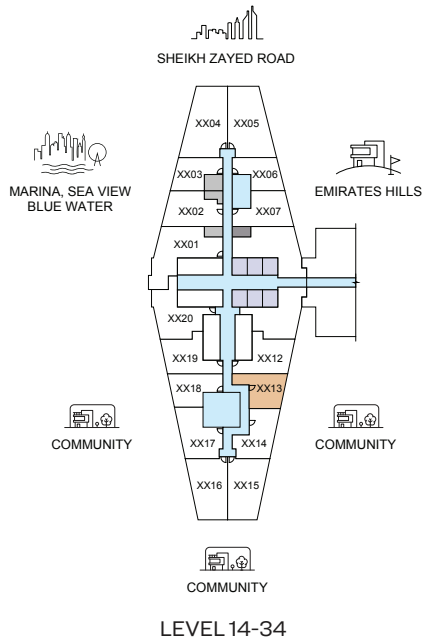 SHEIKH ZAYED ROAD
XX04
XX05
MARINA, SEA VIEW
BLUE WATER
XX03
XX06
EMIRATES HILLS
XX02
XX07
XX01
XX20
XX19
XX12
XX18
XX13
COMMUNITY
COMMUNITY
XX17
XX14
XX16
XX15
COMMUNITY
LEVEL 14-34